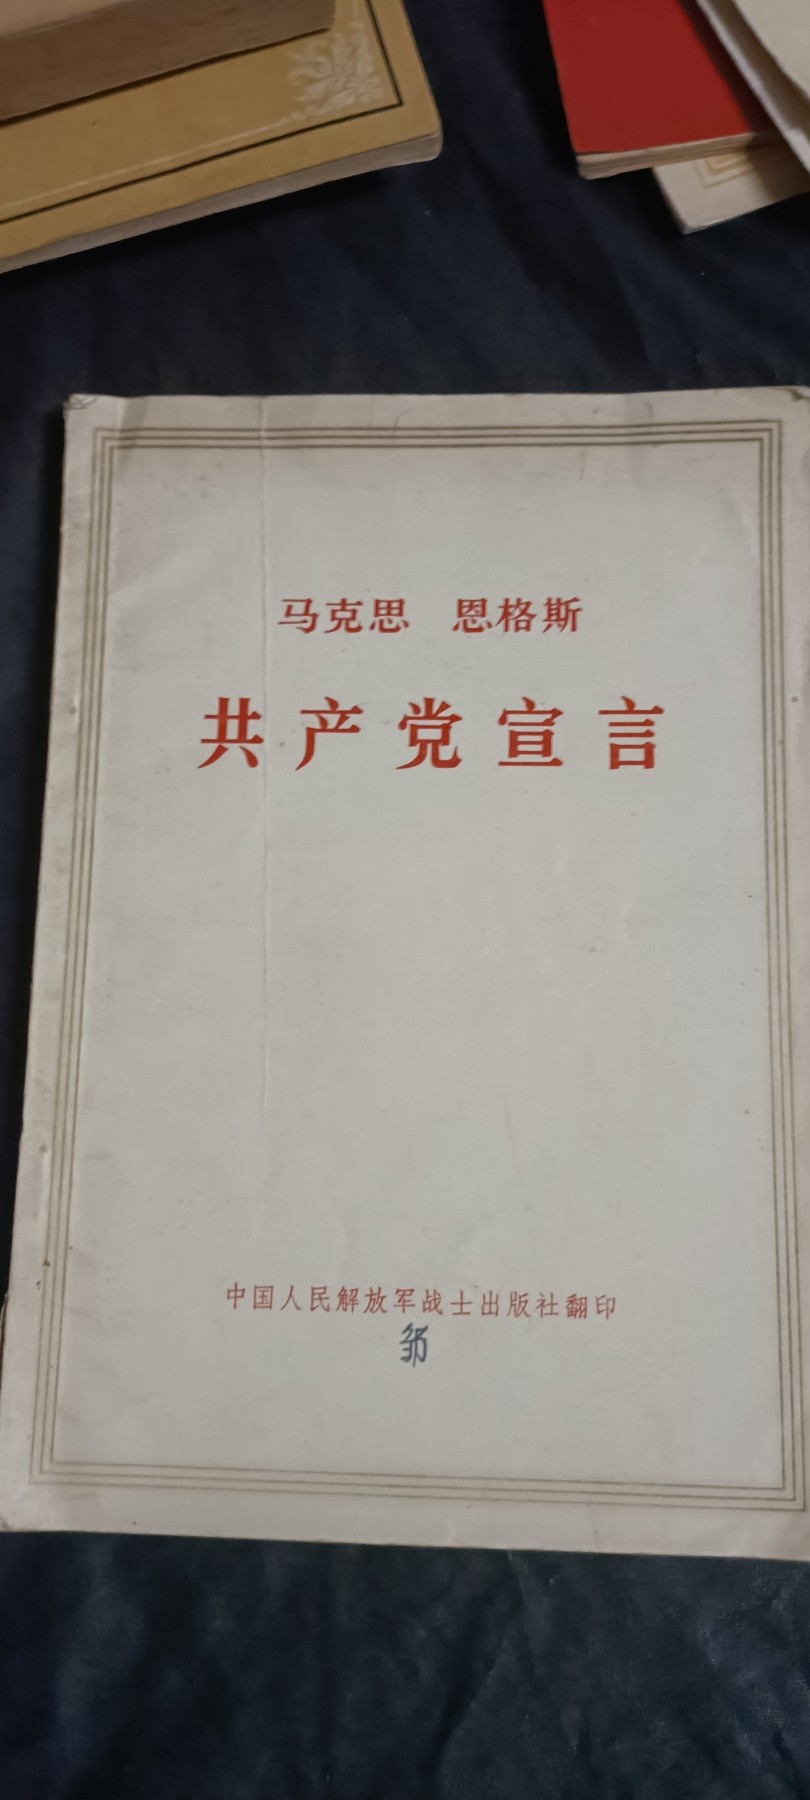 马克思 恩格斯
共产党宣言
中国人民解放军战士出版社翻印
邹